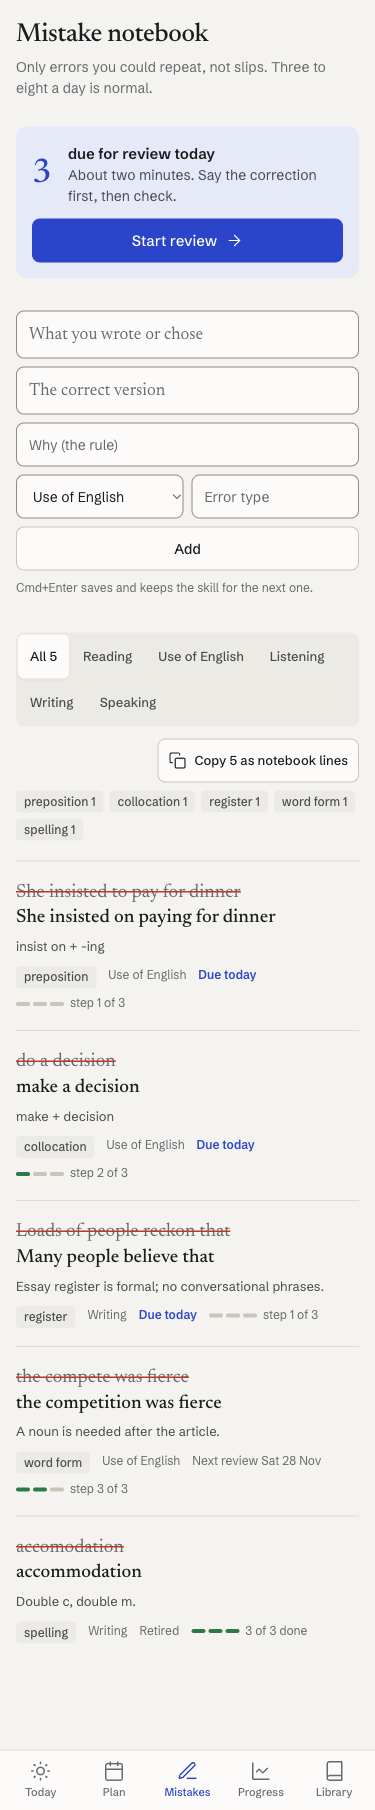 Mistake notebook
Only errors you could repeat, not slips. Three to
eight a day is normal.
3
due for review today
About two minutes. Say the correction
first, then check.
Start review →
What you wrote or chose
The correct version
Why (the rule)
Use of English
Error type
Add
Cmd+Enter saves and keeps the skill for the next one.
All 5 Reading Use of English Listening
Writing Speaking
Copy 5 as notebook lines
preposition 1 collocation 1 register 1 word form 1
spelling 1
She insisted to pay for dinner
She insisted on paying for dinner
insist on + -ing
preposition Use of English Due today
step 1 of 3
do a decision
make a decision
make + decision
collocation Use of English Due today
step 2 of 3
Loads of people reckon that
Many people believe that
Essay register is formal; no conversational phrases.
register Writing Due today step 1 of 3
the compete was fierce
the competition was fierce
A noun is needed after the article.
word form Use of English Next review Sat 28 Nov
step 3 of 3
accomodation
accommodation
Double c, double m.
spelling Writing Retired 3 of 3 done
Today Plan Mistakes Progress Library